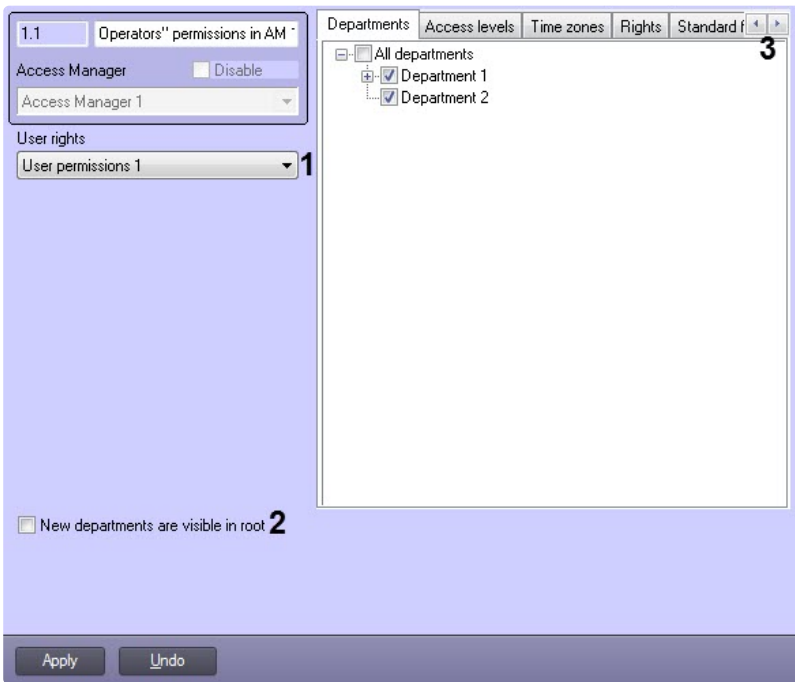 1.1 Operators" permissions in AM
Access Manager Disable
Access Manager 1
User rights
User permissions 1 1
New departments are visible in root 2
Departments Access levels Time zones Rights Standard f
3
All departments
Department 1
Department 2
Apply Undo